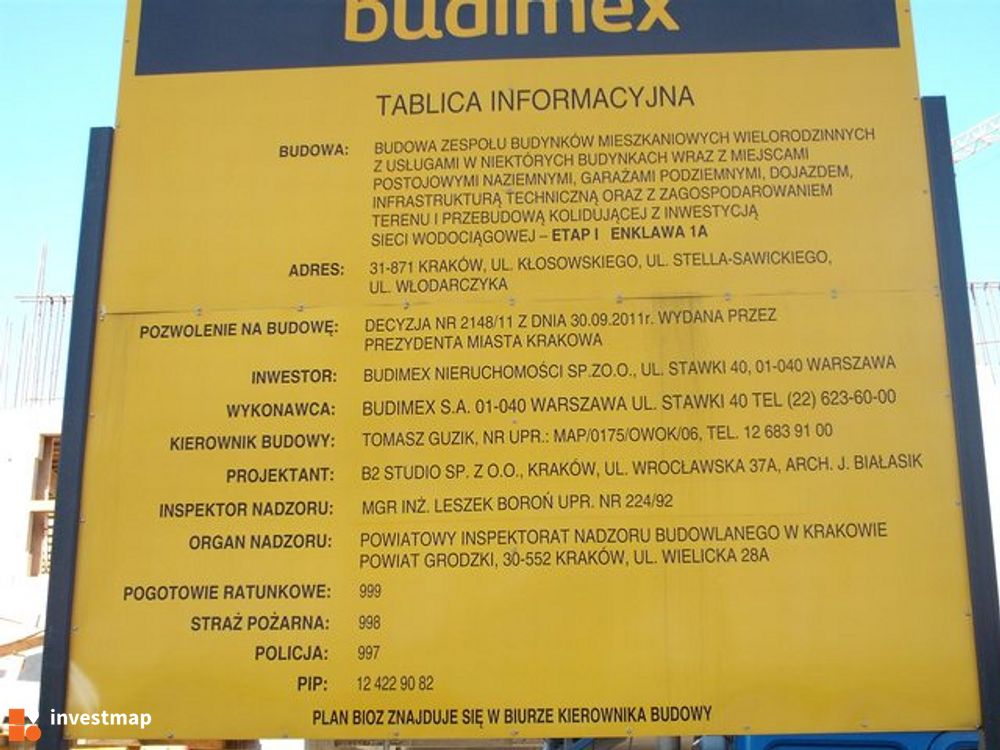 budimex
TABLICA INFORMACYJNA
BUDOWA: BUDOWA ZESPOŁU BUDYNKÓW MIESZKANIOWYCH WIELORODZINNYCH
Z USŁUGAMI W NIEKTÓRYCH BUDYNKACH WRAZ Z MIEJSCAMI
POSTOJOWYMI NAZIEMNYMI, GARAŻAMI PODZIEMNYMI, DOJAZDEM,
INFRASTRUKTURĄ TECHNICZNĄ ORAZ Z ZAGOSPODAROWANIEM
TERENU I PRZEBUDOWĄ KOLIDUJĄCEJ Z INWESTYCJĄ
SIECI WODOCIĄGOWEJ – ETAP I ENKLAWA 1A
ADRES: 31-871 KRAKÓW, UL. KŁOSOWSKIEGO, UL. STELLA-SAWICKIEGO,
UL. WŁODARCZYKA
POZWOLENIE NA BUDOWĘ: DECYZJA NR 2148/11 Z DNIA 30.09.2011r. WYDANA PRZEZ
PREZYDENTA MIASTA KRAKOWA
INWESTOR: BUDIMEX NIERUCHOMOŚCI SP.ZO.O., UL. STAWKI 40, 01-040 WARSZAWA
WYKONAWCA: BUDIMEX S.A. 01-040 WARSZAWA UL. STAWKI 40 TEL (22) 623-60-00
KIEROWNIK BUDOWY: TOMASZ GUZIK, NR UPR.: MAP/0175/OWOK/06, TEL. 12 683 91 00
PROJEKTANT: B2 STUDIO SP. Z O.O., KRAKÓW, UL. WROCŁAWSKA 37A, ARCH. J. BIAŁASIK
INSPEKTOR NADZORU: MGR INŻ. LESZEK BOROŃ UPR. NR 224/92
ORGAN NADZORU: POWIATOWY INSPEKTORAT NADZORU BUDOWLANEGO W KRAKOWIE
POWIAT GRODZKI, 30-552 KRAKÓW, UL. WIELICKA 28A
POGOTOWIE RATUNKOWE: 999
STRAŻ POŻARNA: 998
POLICJA: 997
PIP: 12 422 90 82
PLAN BIOZ ZNAJDUJE SIĘ W BIURZE KIEROWNIKA BUDOWY
investmap